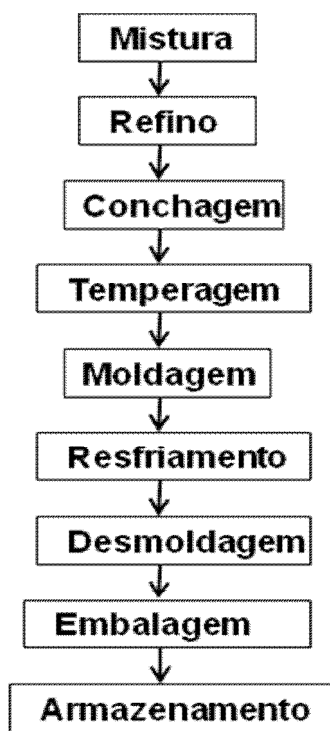 Mistura
Refino
Conchagem
Temperagem
Moldagem
Resfriamento
Desmoldagem
Embalagem
Armazenamento